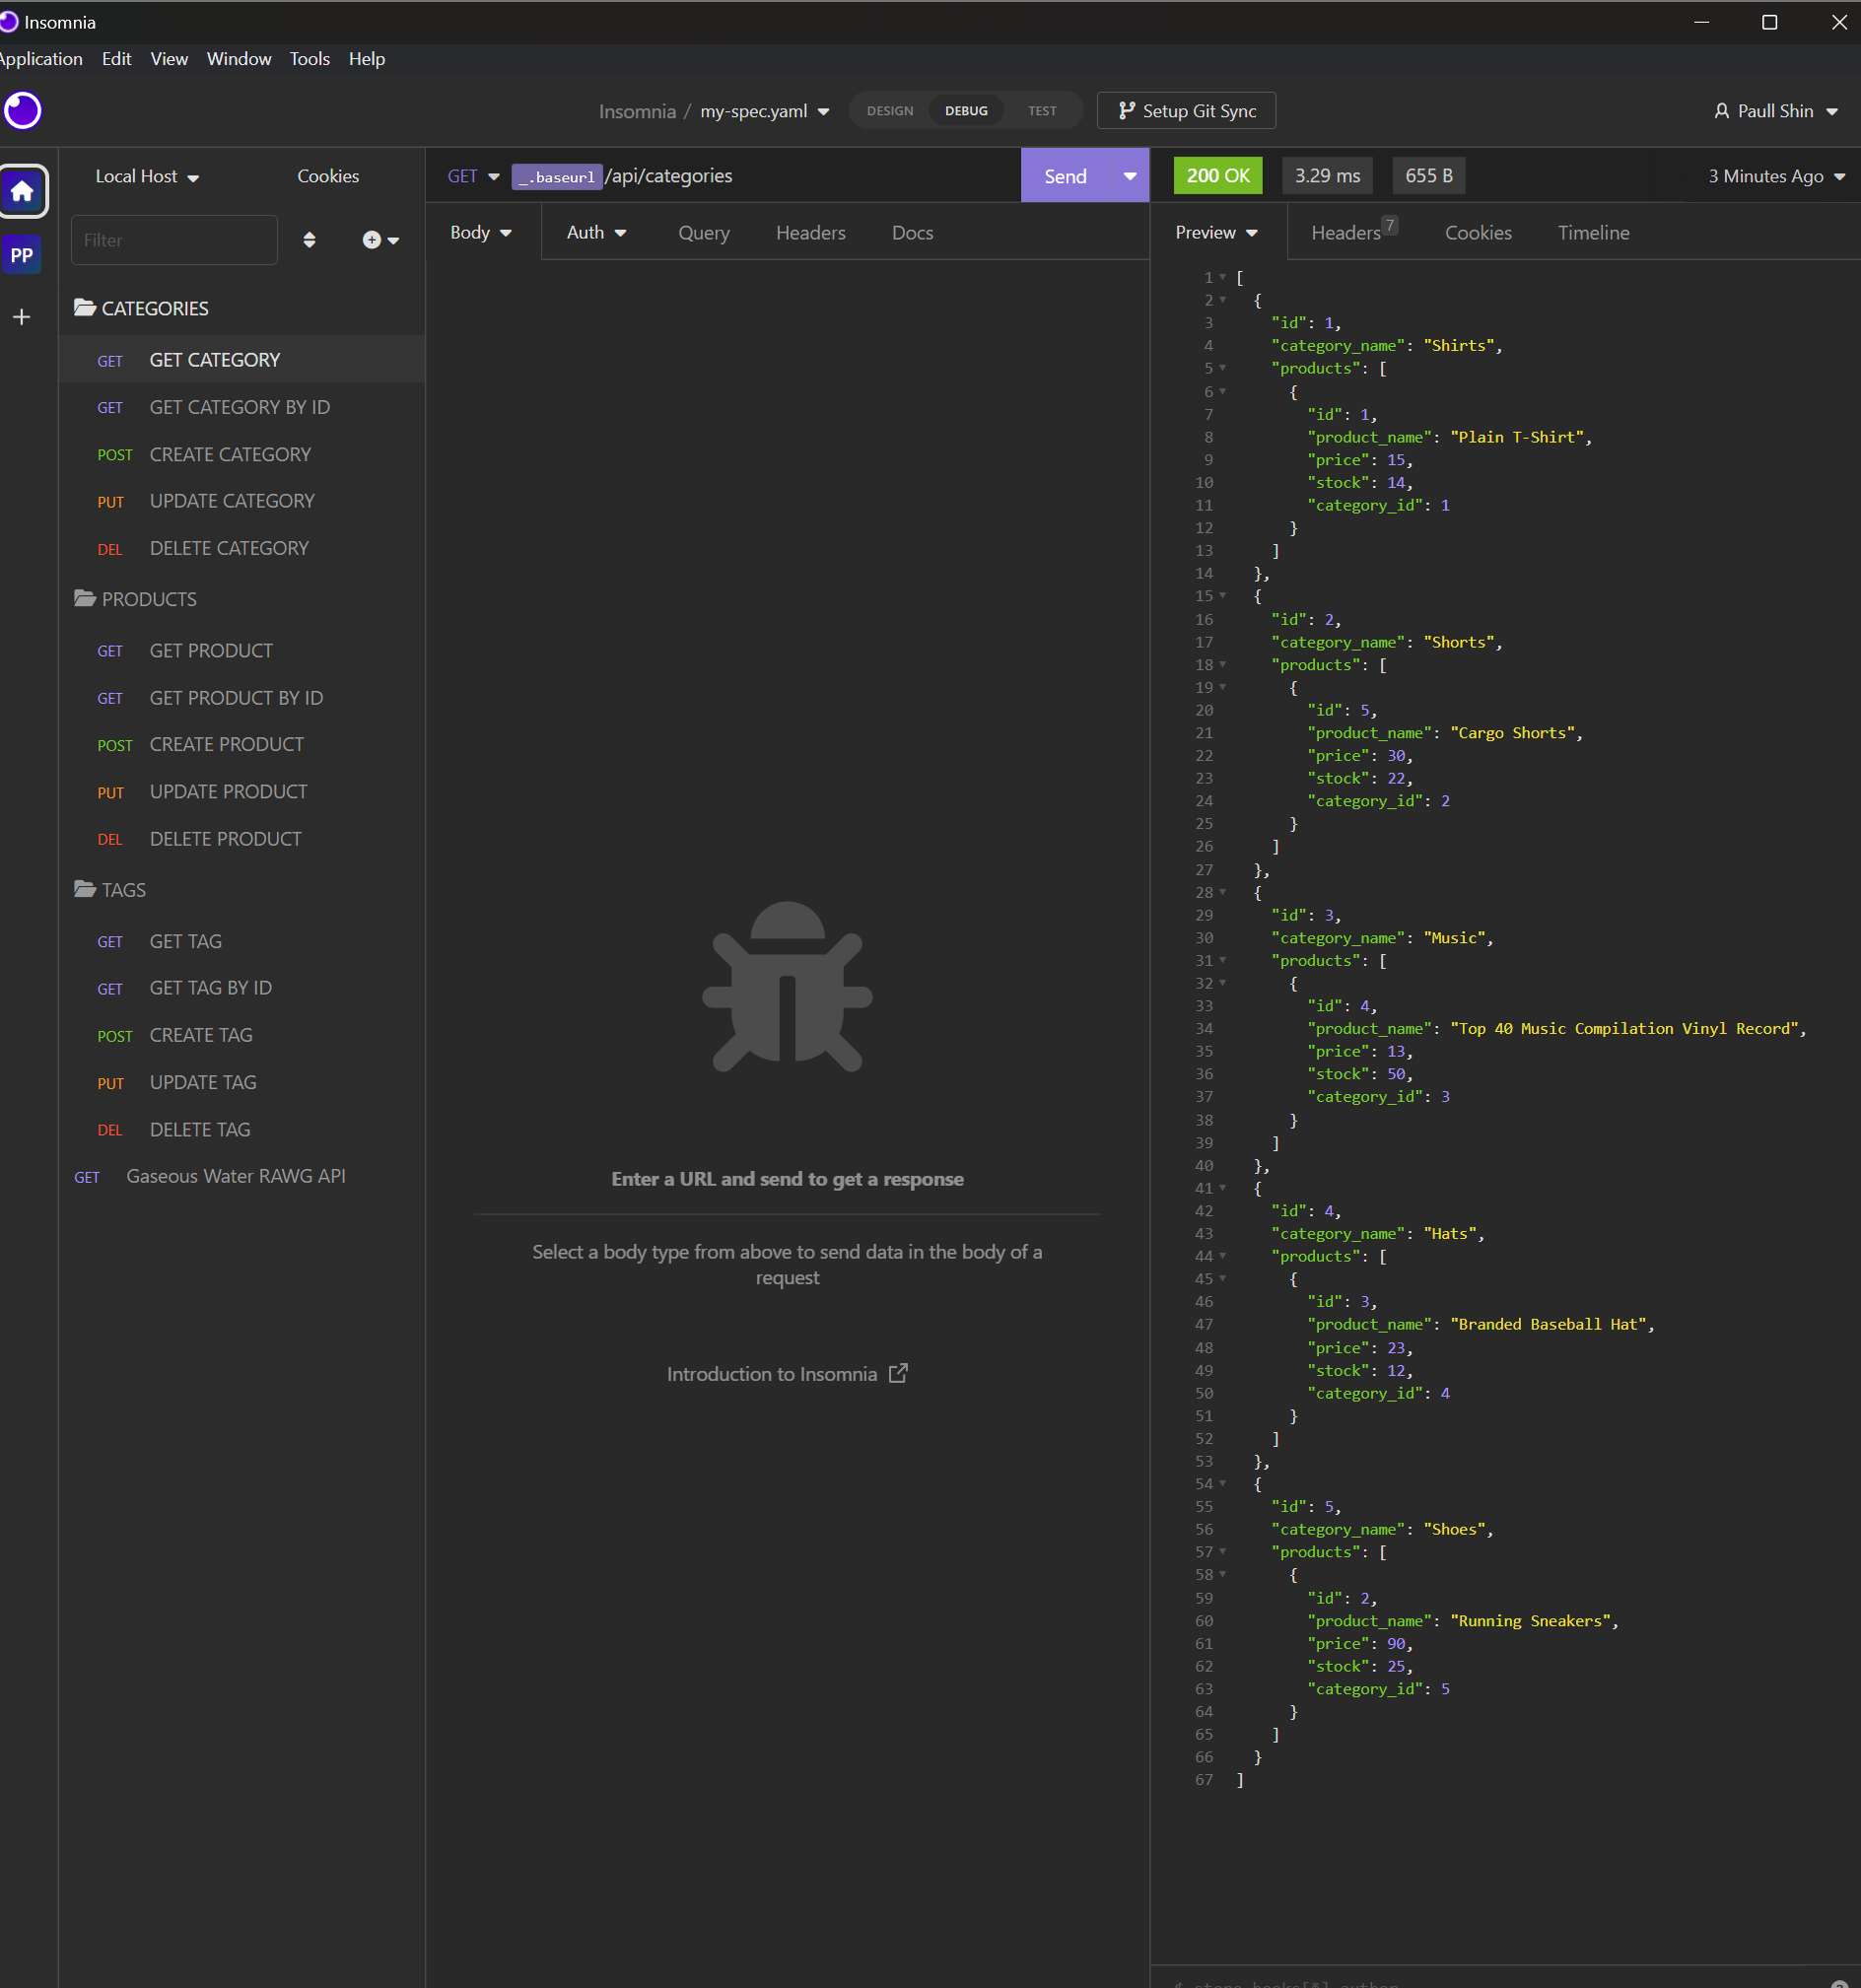 Insomnia
Application Edit View Window Tools Help
Insomnia / my-spec.yaml DESIGN DEBUG TEST Setup Git Sync Paull Shin
Local Host Cookies
Filter
PP
CATEGORIES
GET GET CATEGORY
GET GET CATEGORY BY ID
POST CREATE CATEGORY
PUT UPDATE CATEGORY
DEL DELETE CATEGORY
PRODUCTS
GET GET PRODUCT
GET GET PRODUCT BY ID
POST CREATE PRODUCT
PUT UPDATE PRODUCT
DEL DELETE PRODUCT
TAGS
GET GET TAG
GET GET TAG BY ID
POST CREATE TAG
PUT UPDATE TAG
DEL DELETE TAG
GET Gaseous Water RAWG API
GET _.baseurl /api/categories Send
Body Auth Query Headers Docs
Enter a URL and send to get a response
Select a body type from above to send data in the body of a
request
Introduction to Insomnia
200 OK 3.29 ms 655 B 3 Minutes Ago
Preview Headers 7 Cookies Timeline
1 [
2 {
3 "id": 1,
4 "category_name": "Shirts",
5 "products": [
6 {
7 "id": 1,
8 "product_name": "Plain T-Shirt",
9 "price": 15,
10 "stock": 14,
11 "category_id": 1
12 }
13 ]
14 },
15 {
16 "id": 2,
17 "category_name": "Shorts",
18 "products": [
19 {
20 "id": 5,
21 "product_name": "Cargo Shorts",
22 "price": 30,
23 "stock": 22,
24 "category_id": 2
25 }
26 ]
27 },
28 {
29 "id": 3,
30 "category_name": "Music",
31 "products": [
32 {
33 "id": 4,
34 "product_name": "Top 40 Music Compilation Vinyl Record",
35 "price": 13,
36 "stock": 50,
37 "category_id": 3
38 }
39 ]
40 },
41 {
42 "id": 4,
43 "category_name": "Hats",
44 "products": [
45 {
46 "id": 3,
47 "product_name": "Branded Baseball Hat",
48 "price": 23,
49 "stock": 12,
50 "category_id": 4
51 }
52 ]
53 },
54 {
55 "id": 5,
56 "category_name": "Shoes",
57 "products": [
58 {
59 "id": 2,
60 "product_name": "Running Sneakers",
61 "price": 90,
62 "stock": 25,
63 "category_id": 5
64 }
65 ]
66 }
67 ]